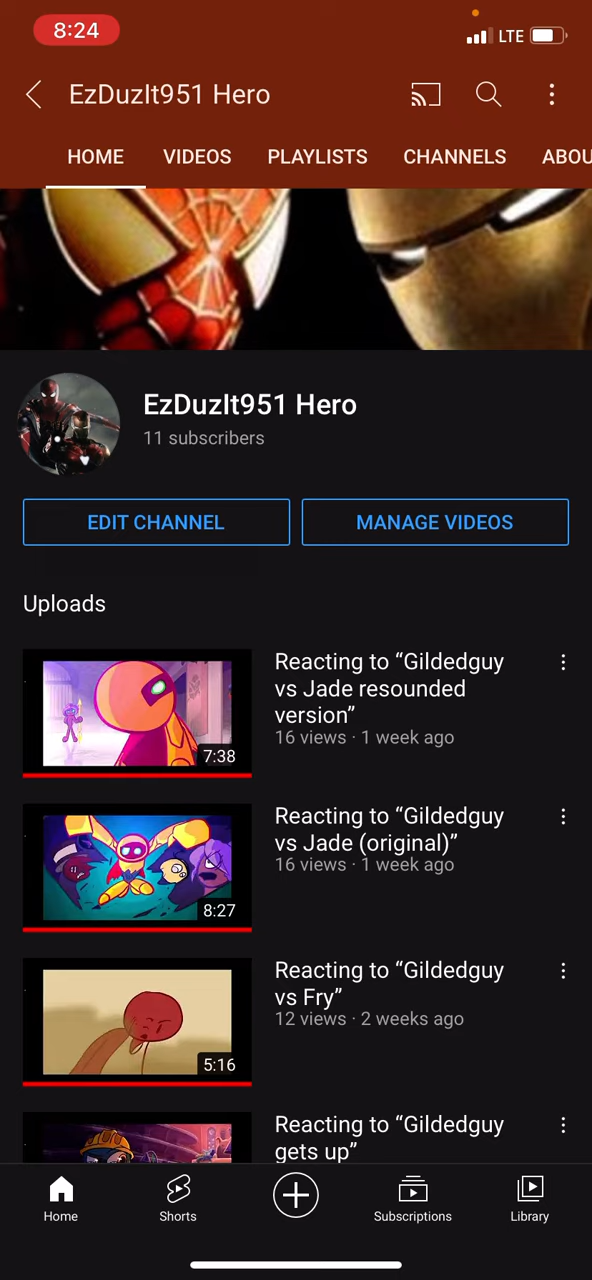 8:24
LTE
EzDuzIt951 Hero
HOME VIDEOS PLAYLISTS CHANNELS ABOU
EzDuzIt951 Hero
11 subscribers
EDIT CHANNEL MANAGE VIDEOS
Uploads
7:38
Reacting to “Gildedguy
vs Jade resounded
version”
16 views · 1 week ago
8:27
Reacting to “Gildedguy
vs Jade (original)”
16 views · 1 week ago
5:16
Reacting to “Gildedguy
vs Fry”
12 views · 2 weeks ago
Reacting to “Gildedguy
gets up”
Home Shorts Subscriptions Library